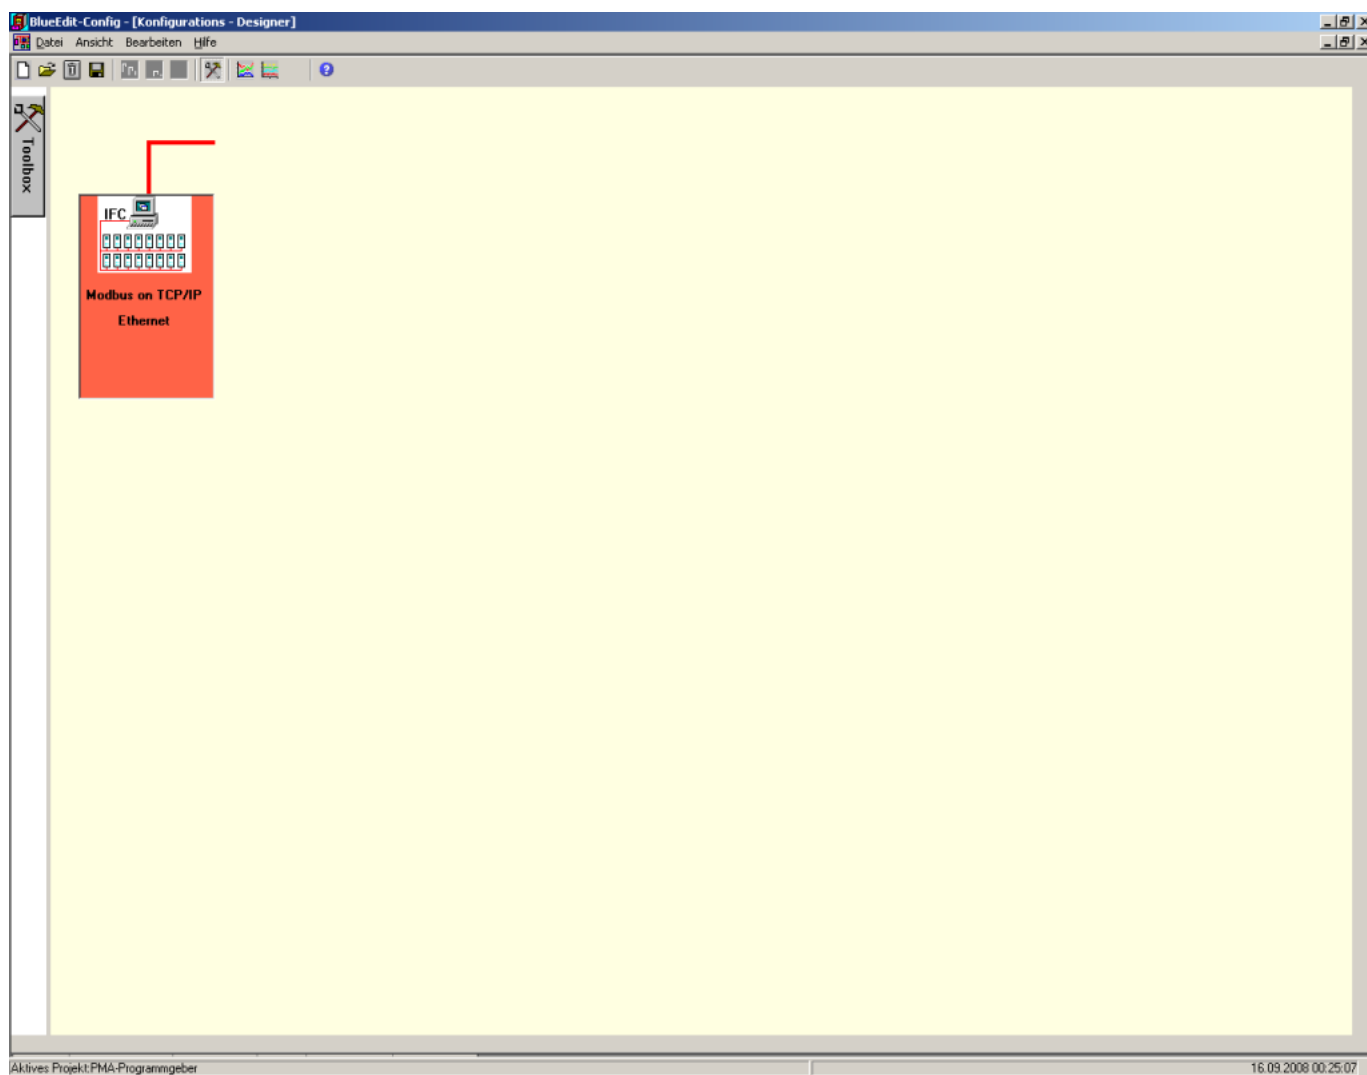 BlueEdit-Config - [Konfigurations - Designer]
Datei Ansicht Bearbeiten Hilfe
Toolbox
IFC
Modbus on TCP/IP
Ethernet
Aktives Projekt:PMA-Programmgeber
16.09.2008 00:25:07